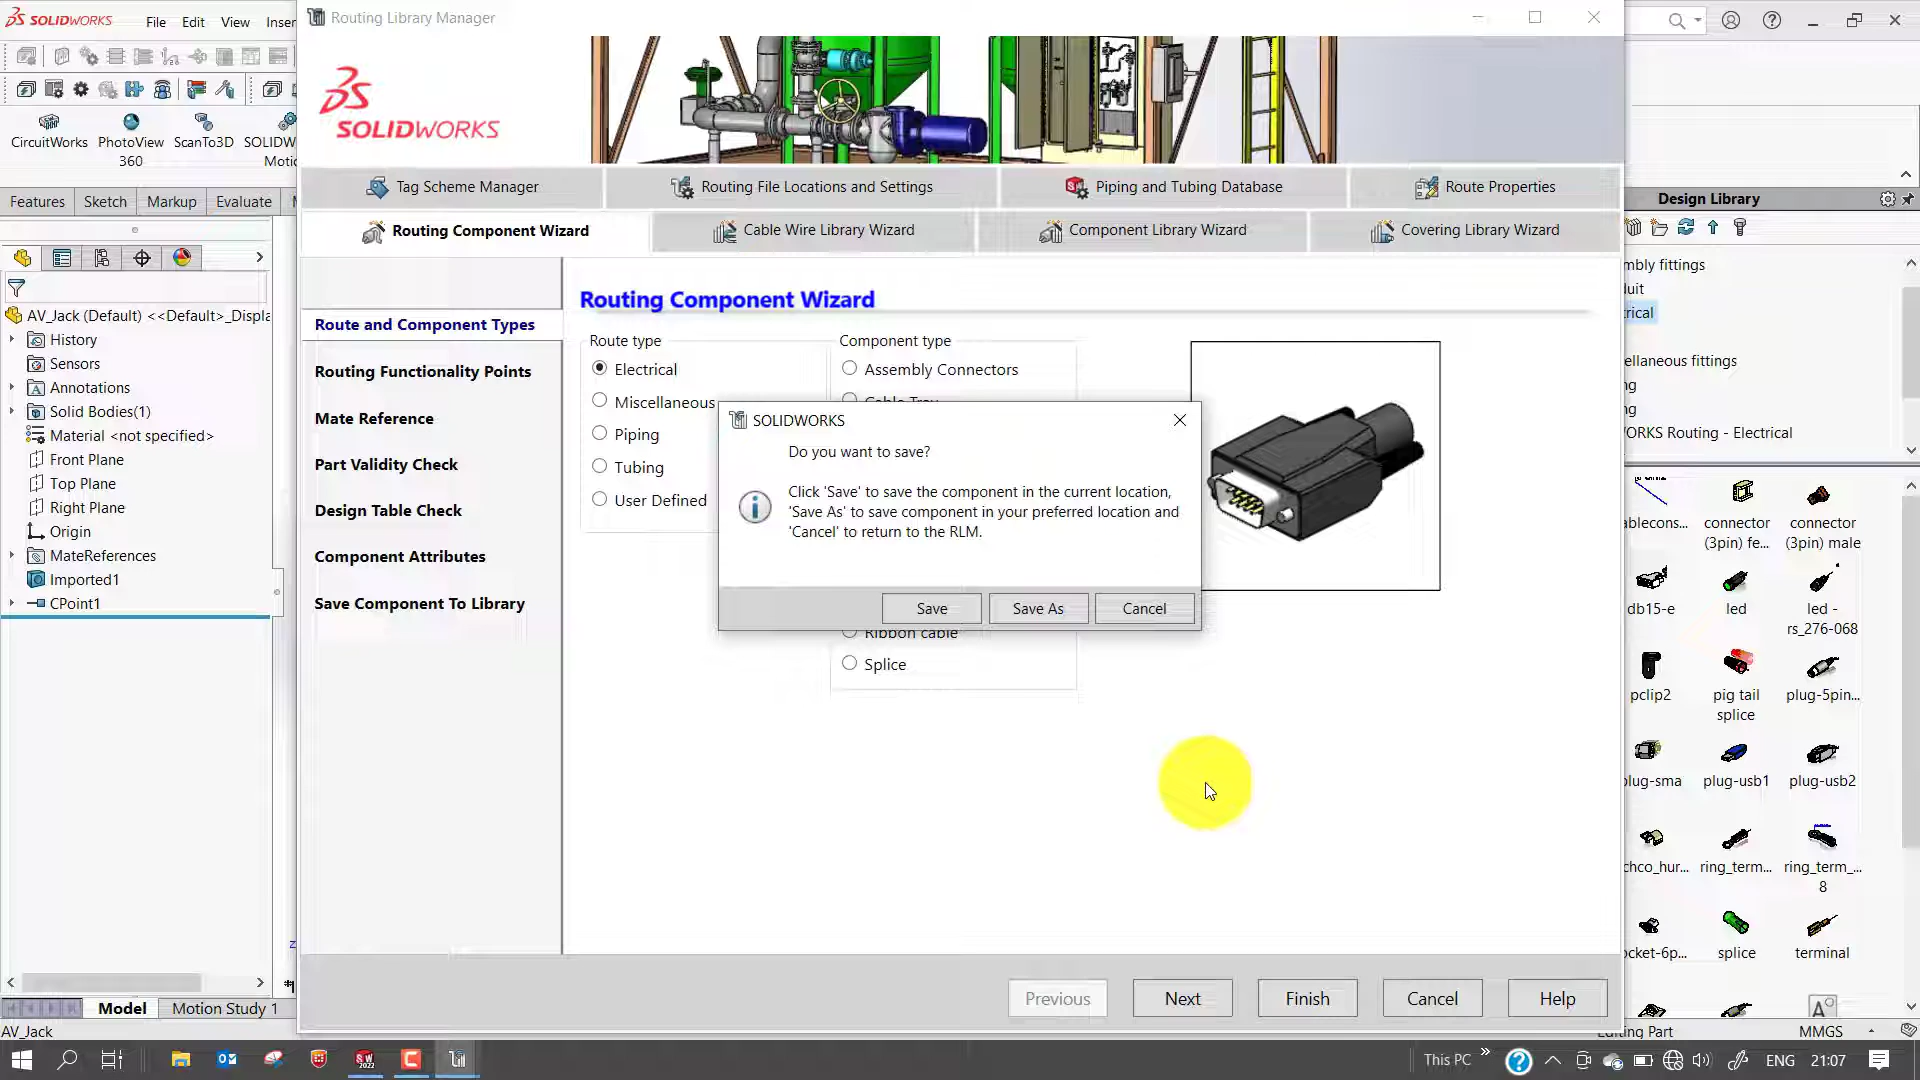 SOLIDWORKS
File
Edit
View
Inser
Routing Library Manager
CircuitWorks
PhotoView
360
ScanTo3D
SOLIDW
Motio
SOLIDWORKS
Tag Scheme Manager
Routing File Locations and Settings
Piping and Tubing Database
Route Properties
Routing Component Wizard
Cable Wire Library Wizard
Component Library Wizard
Covering Library Wizard
Features
Sketch
Markup
Evaluate
AV_Jack (Default) <<Default>_Displa
History
Sensors
Annotations
Solid Bodies(1)
Material <not specified>
Front Plane
Top Plane
Right Plane
Origin
MateReferences
Imported1
CPoint1
Route and Component Types
Routing Functionality Points
Mate Reference
Part Validity Check
Design Table Check
Component Attributes
Save Component To Library
Routing Component Wizard
Route type
Electrical
Miscellaneous
Piping
Tubing
User Defined
Component type
Assembly Connectors
Cable Tray
Ribbon cable
Splice
SOLIDWORKS
Do you want to save?
Click 'Save' to save the component in the current location,
'Save As' to save component in your preferred location and
'Cancel' to return to the RLM.
Save
Save As
Cancel
Previous
Next
Finish
Cancel
Help
Design Library
mbly fittings
duit
trical
ellaneous fittings
ng
ng
ORKS Routing - Electrical
ablecons...
connector
(3pin) fe...
connector
(3pin) male
db15-e
led
led -
rs_276-068
pclip2
pig tail
splice
plug-5pin...
plug-sma
plug-usb1
plug-usb2
chco_hur...
ring_term...
ring_term_...
8
ocket-6p...
splice
terminal
Model
Motion Study 1
AV_Jack
Editing Part
MMGS
This PC
ENG
21:07